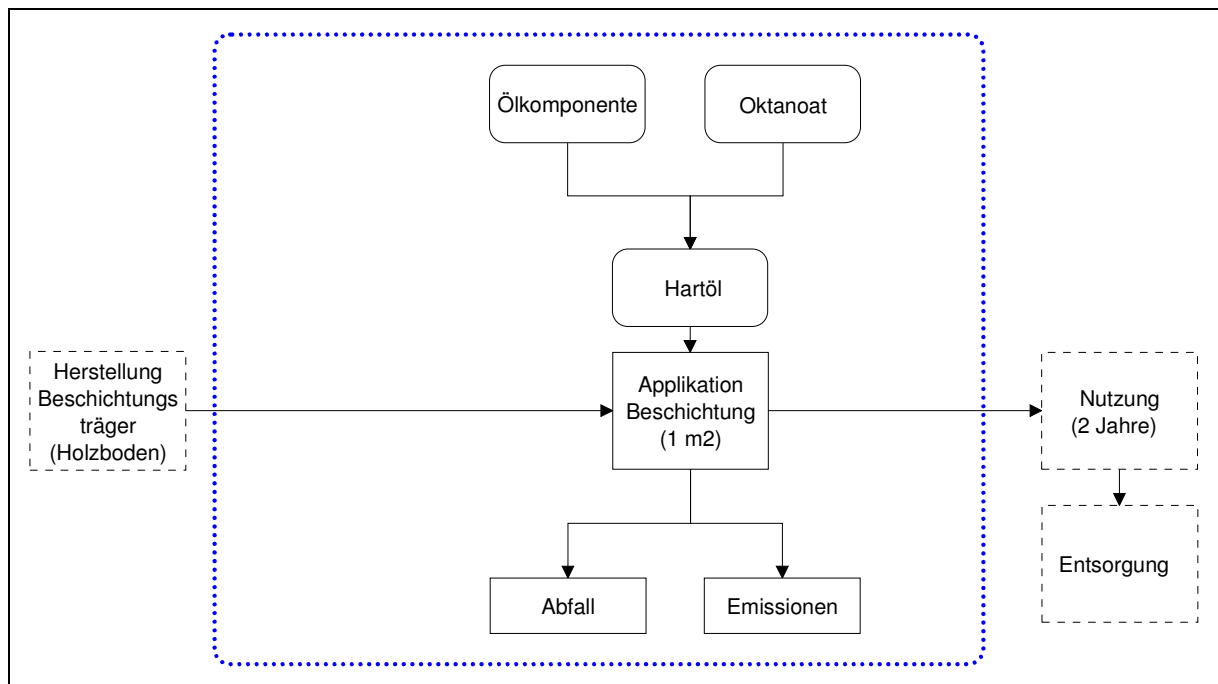 Ölkomponente
Oktanoat
Hartöl
Herstellung
Beschichtungs
träger
(Holzboden)
Applikation
Beschichtung
(1 m2)
Nutzung
(2 Jahre)
Entsorgung
Abfall
Emissionen